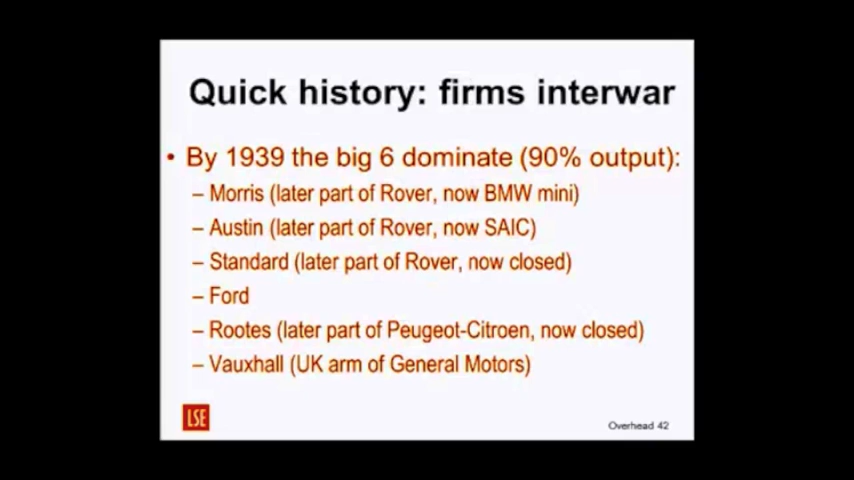 Quick history: firms interwar
• By 1939 the big 6 dominate (90% output):
– Morris (later part of Rover, now BMW mini)
– Austin (later part of Rover, now SAIC)
– Standard (later part of Rover, now closed)
– Ford
– Rootes (later part of Peugeot-Citroen, now closed)
– Vauxhall (UK arm of General Motors)
LSE
Overhead 42